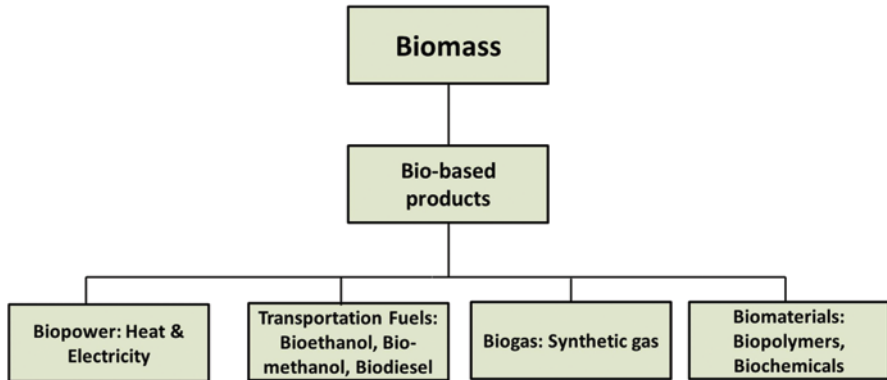 Biomass
Bio-based
products
Biopower: Heat &
Electricity
Transportation Fuels:
Bioethanol, Bio-
methanol, Biodiesel
Biogas: Synthetic gas
Biomaterials:
Biopolymers,
Biochemicals